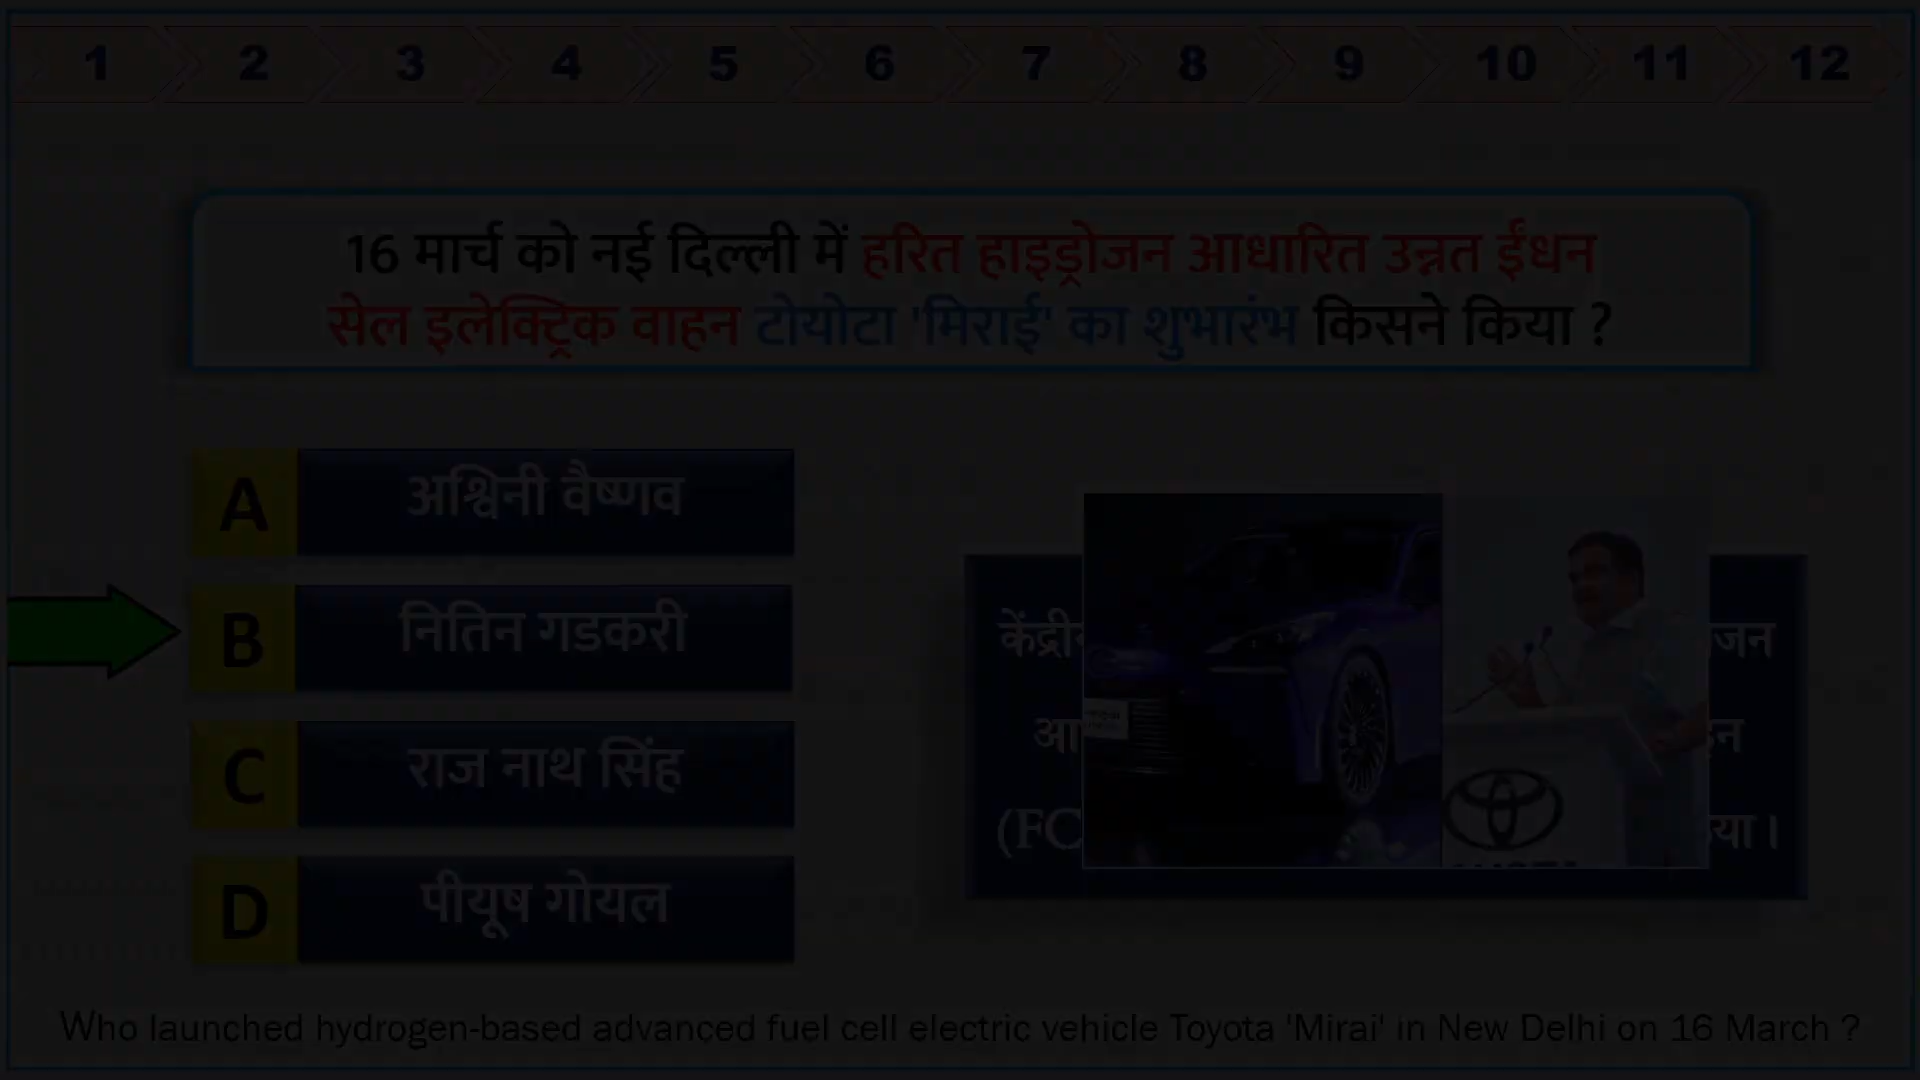 1 2 3 4 5 6 7 8 9 10 11 12
16 मार्च को नई दिल्ली में हरित हाइड्रोजन आधारित उन्नत ईंधन
सेल इलेक्ट्रिक वाहन टोयोटा 'मिराई' का शुभारंभ किसने किया ?
A अश्विनी वैष्णव
B नितिन गडकरी
C राज नाथ सिंह
D पीयूष गोयल
(FC
Who launched hydrogen-based advanced fuel cell electric vehicle Toyota 'Mirai' in New Delhi on 16 March ?